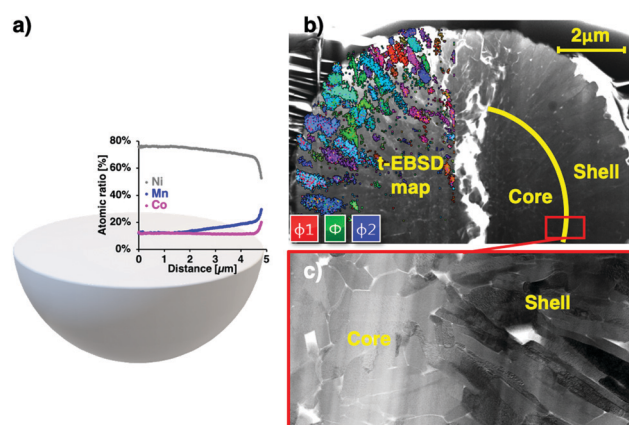 a)
80%
60%
40%
20%
0%
Atomic ratio [%]
Ni
Mn
Co
0 1 2 3 4 5
Distance [µm]
b)
2µm
t-EBSD
map
Core
Shell
ϕ1 Φ ϕ2
c)
Core
Shell